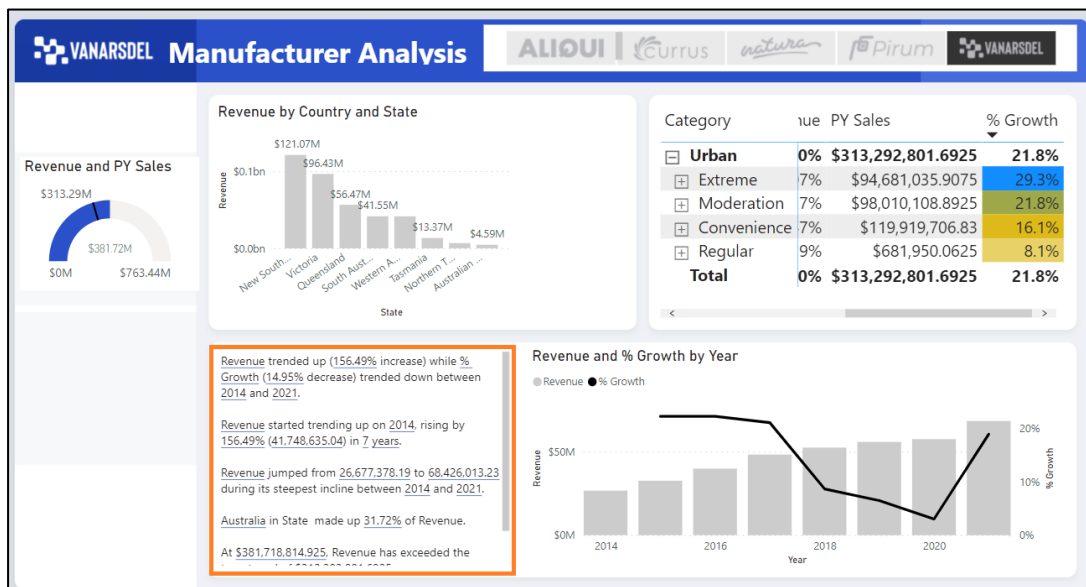 VANARSDEL Manufacturer Analysis
ALIQUI Currus natura Pirum VANARSDEL
Revenue and PY Sales
$313.29M
$381.72M
$0M $763.44M
Revenue by Country and State
$121.07M
$96.43M
$56.47M
$41.55M
$13.37M
$4.59M
$0.1bn
$0.0bn
Revenue
New South... Victoria Queensland South Aust... Western A... Tasmania Northern T... Australian ...
State
Category ue PY Sales % Growth
Urban 0% $313,292,801.6925 21.8%
Extreme 7% $94,681,035.9075 29.3%
Moderation 7% $98,010,108.8925 21.8%
Convenience 7% $119,919,706.83 16.1%
Regular 9% $681,950.0625 8.1%
Total 0% $313,292,801.6925 21.8%
Revenue trended up (156.49% increase) while %
Growth (14.95% decrease) trended down between
2014 and 2021.
Revenue started trending up on 2014, rising by
156.49% (41,748,635.04) in 7 years.
Revenue jumped from 26,677,378.19 to 68,426,013.23
during its steepest incline between 2014 and 2021.
Australia in State made up 31.72% of Revenue.
At $381,718,814.925, Revenue has exceeded the
Revenue and % Growth by Year
Revenue % Growth
$50M
$0M
Revenue
20%
10%
0%
% Growth
2014 2016 2018 2020
Year